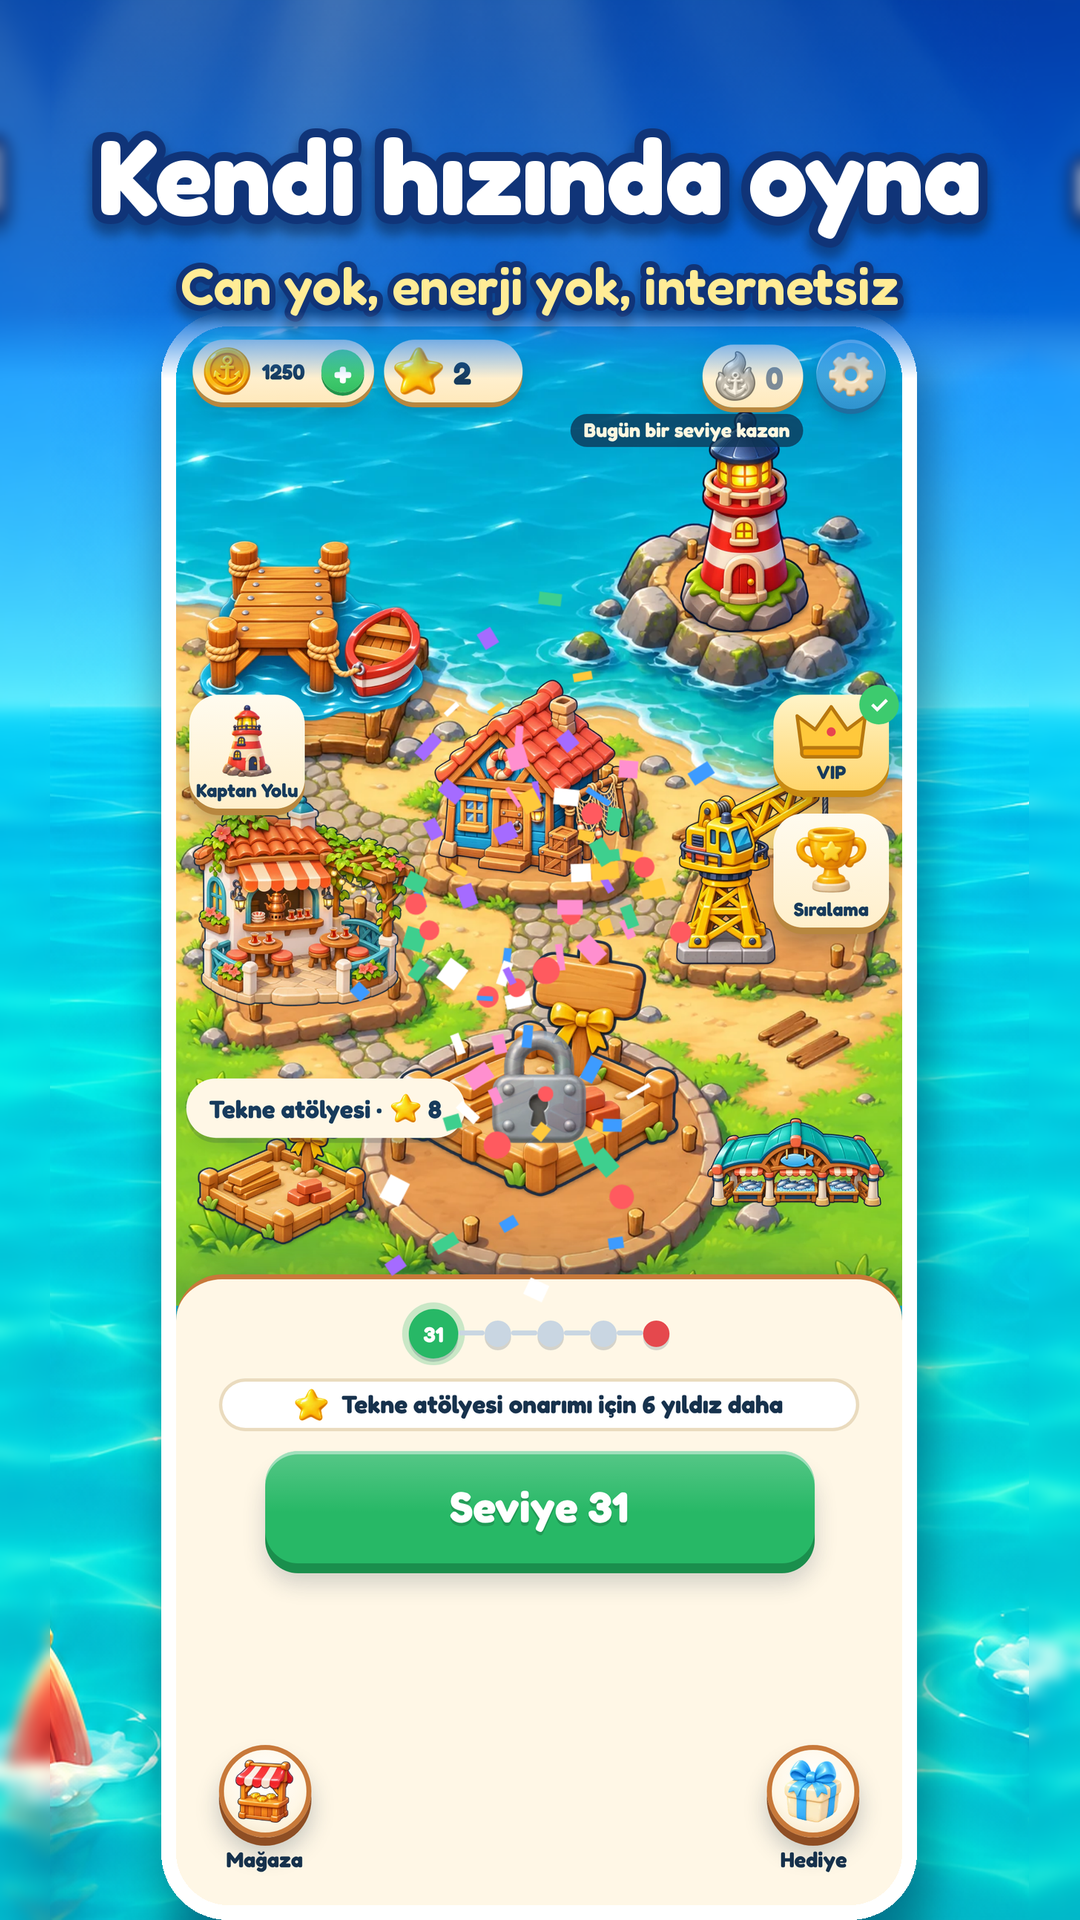 Kendi hızında oyna
Can yok, enerji yok, internetsiz
1250
2
0
Bugün bir seviye kazan
Kaptan Yolu
VIP
Sıralama
Tekne atölyesi · 8
31
Tekne atölyesi onarımı için 6 yıldız daha
Seviye 31
Mağaza
Hediye